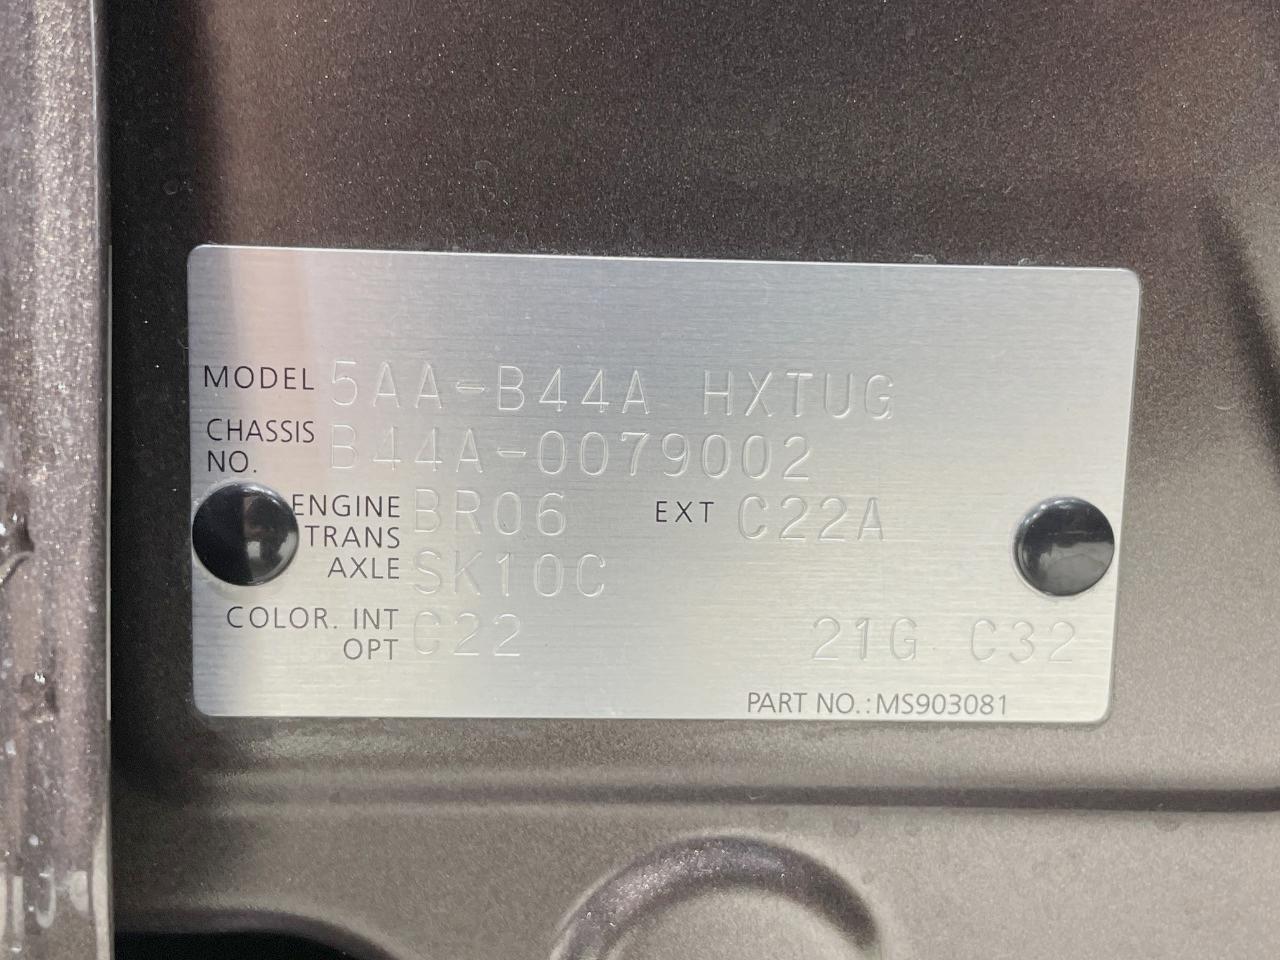 MODEL 5AA-B44A HXTUG
CHASSIS NO. B44A-0079002
ENGINE BR06 EXT C22A
TRANS AXLE SK10C
COLOR. INT C22 21G C32
OPT
PART NO.:MS903081